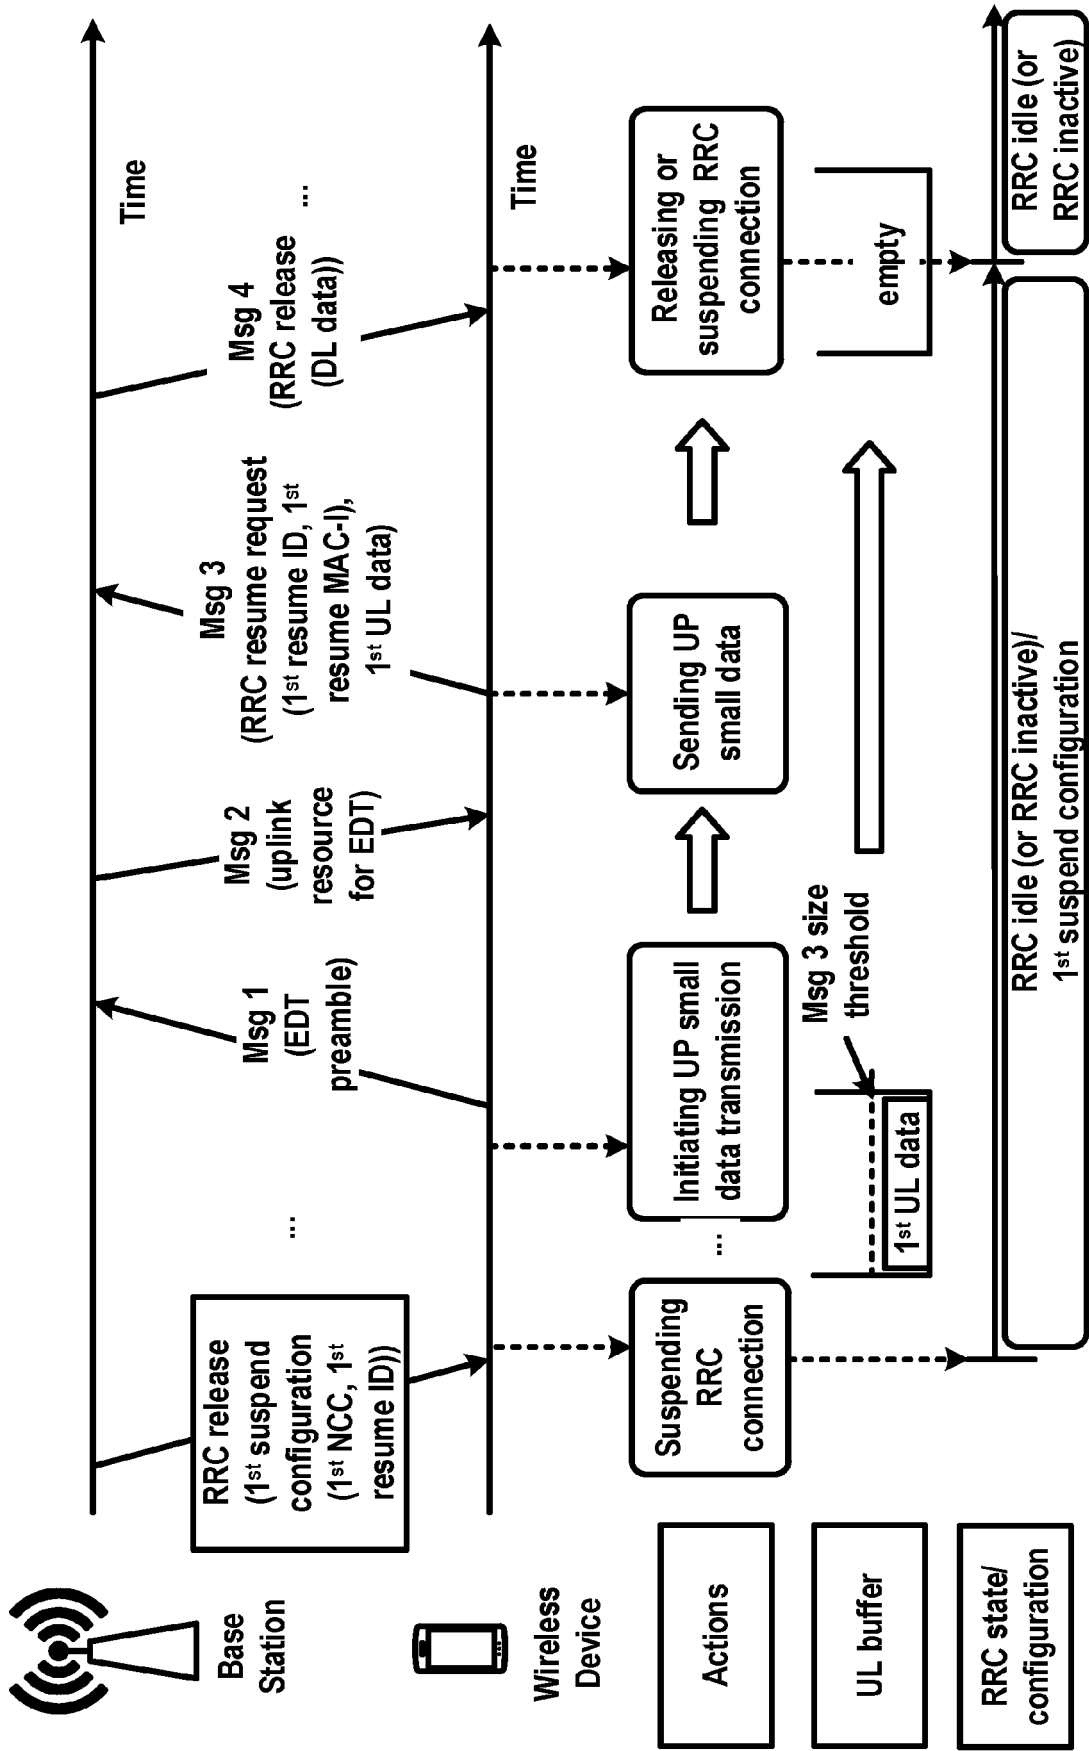 Base
Station
RRC release
(1st suspend
configuration
(1st NCC, 1st
resume ID))
...
Msg 1
(EDT
preamble)
Msg 2
(uplink
resource
for EDT)
Msg 3
(RRC resume request
(1st resume ID, 1st
resume MAC-I),
1st UL data)
Msg 4
(RRC release
(DL data))
...
Time
Wireless
Device
Time
Actions
Suspending
RRC
connection
...
Initiating UP small
data transmission
Sending UP
small data
Releasing or
suspending RRC
connection
UL buffer
1st UL data
Msg 3 size
threshold
empty
RRC state/
configuration
RRC idle (or RRC inactive)/
1st suspend configuration
RRC idle (or
RRC inactive)